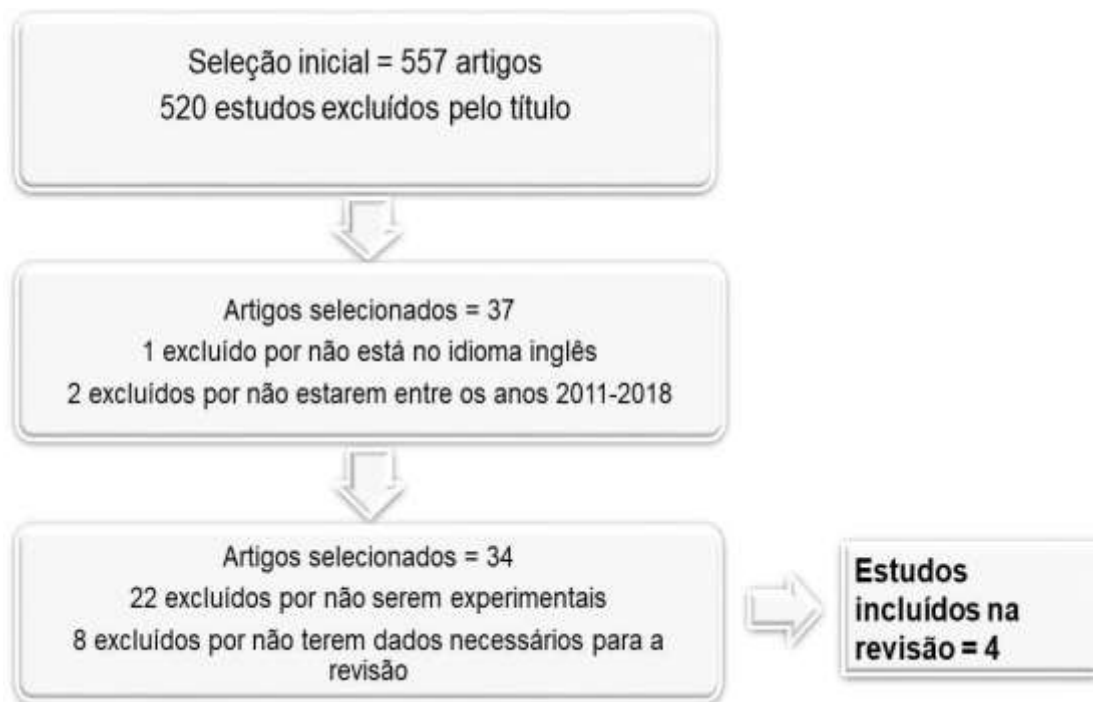 Seleção inicial = 557 artigos
520 estudos excluídos pelo título
Artigos selecionados = 37
1 excluído por não está no idioma inglês
2 excluidos por não estarem entre os anos 2011-2018
Artigos selecionados = 34
22 excluídos por não serem experimentais
8 excluídos por não terem dados necessários para a
revisão
Estudos
incluídos na
revisão = 4